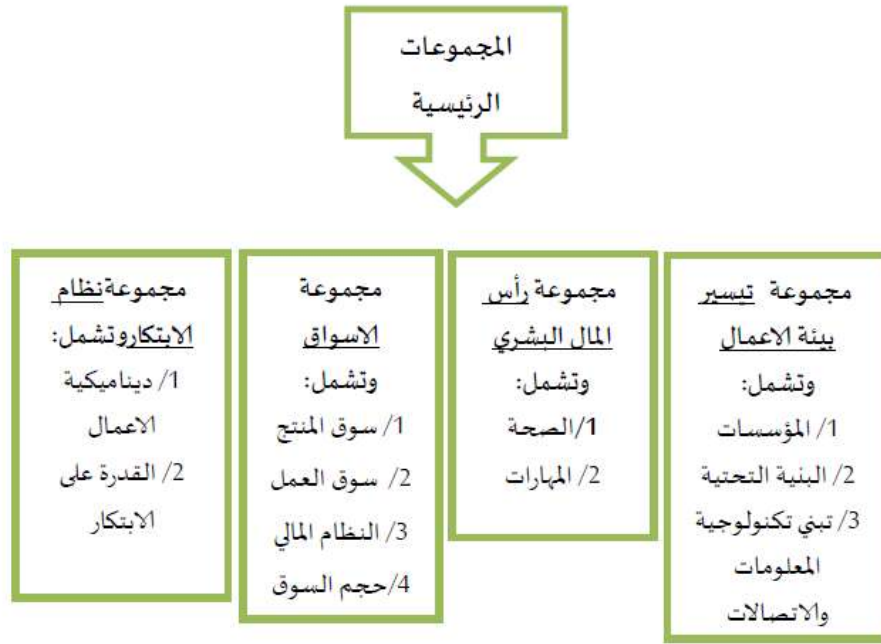 المجموعات
الرئيسية
مجموعة تيسير
بيئة الاعمال
وتشمل:
1/ المؤسسات
2/ البنية التحتية
3/ تبني تكنولوجية
المعلومات
والاتصالات
مجموعة رأس
المال البشري
وتشمل:
1/الصحة
2/ المهارات
مجموعة
الاسواق
وتشمل:
1/ سوق المنتج
2/ سوق العمل
3/ النظام المالي
4/حجم السوق
مجموعة نظام
الابتكاروتشمل:
1/ ديناميكية
الاعمال
2/ القدرة على
الابتكار